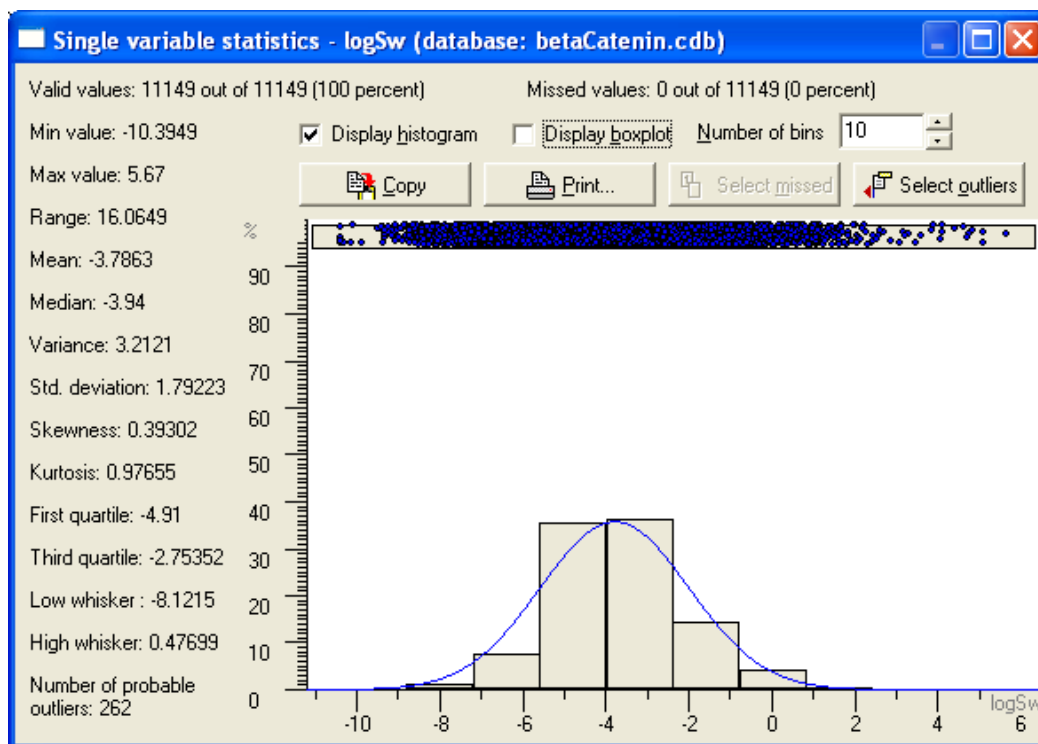 Single variable statistics - logSw (database: betaCatenin.cdb)
Valid values: 11149 out of 11149 (100 percent)
Missed values: 0 out of 11149 (0 percent)
Min value: -10.3949
Display histogram
Display boxplot
Number of bins
10
Max value: 5.67
Copy
Print...
Select missed
Select outliers
Range: 16.0649
Mean: -3.7863
Median: -3.94
Variance: 3.2121
Std. deviation: 1.79223
Skewness: 0.39302
Kurtosis: 0.97655
First quartile: -4.91
Third quartile: -2.75352
Low whisker : -8.1215
High whisker: 0.47699
Number of probable
outliers: 262
%
90
80
70
60
50
40
30
20
10
0
logSw
-10 -8 -6 -4 -2 0 2 4 6